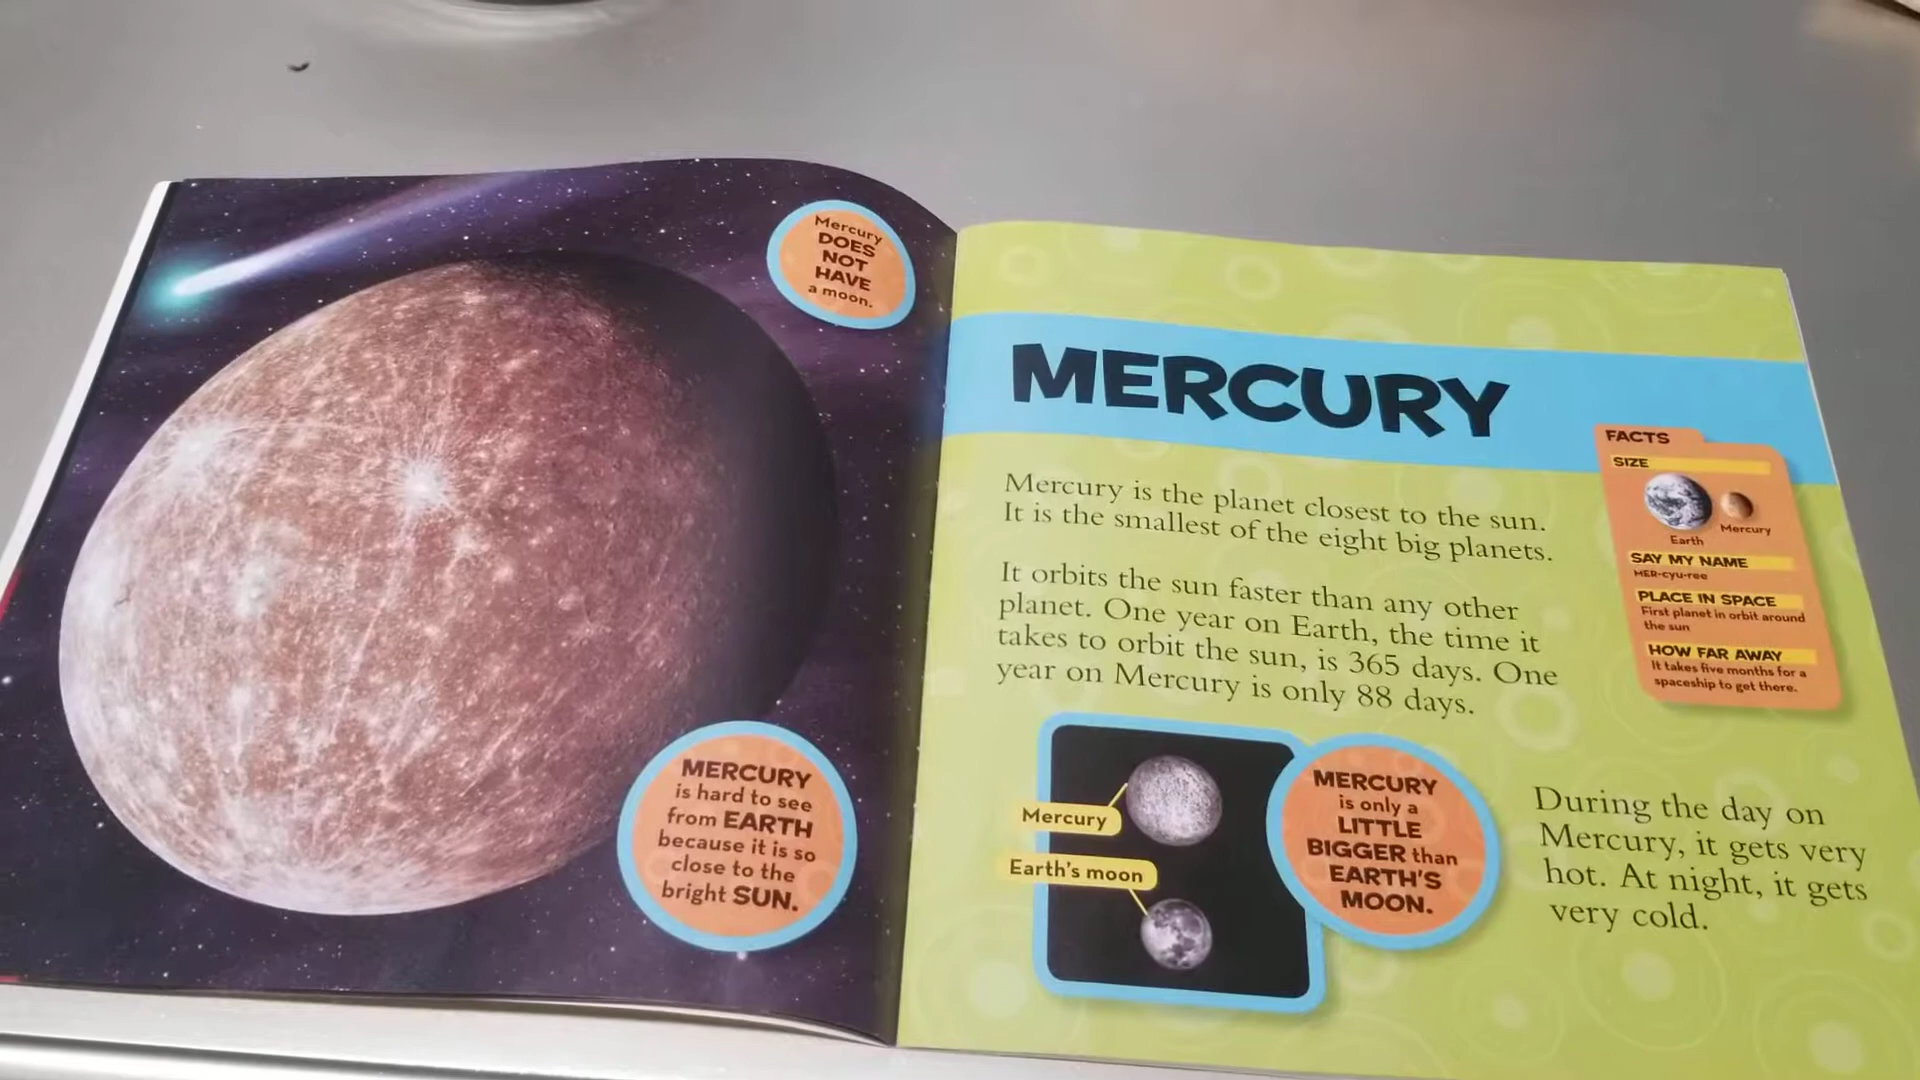 Mercury
DOES
NOT
HAVE
a moon.
MERCURY
is hard to see
from EARTH
because it is so
close to the
bright SUN.
MERCURY
Mercury is the planet closest to the sun.
It is the smallest of the eight big planets.
It orbits the sun faster than any other
planet. One year on Earth, the time it
takes to orbit the sun, is 365 days. One
year on Mercury is only 88 days.
FACTS
SIZE
Earth
Mercury
SAY MY NAME
MER-cyu-ree
PLACE IN SPACE
First planet in orbit around
the sun
HOW FAR AWAY
It takes five months for a
spaceship to get there.
Mercury
Earth's moon
MERCURY
is only a
LITTLE
BIGGER than
EARTH'S
MOON.
During the day on
Mercury, it gets very
hot. At night, it gets
very cold.